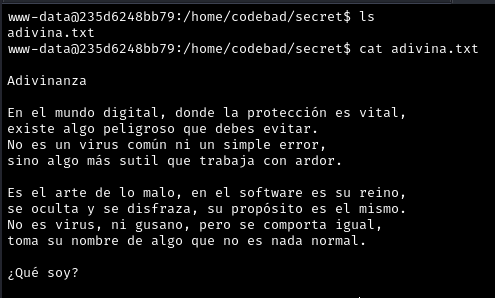 www-data@235d6248bb79:/home/codebad/secret$ ls
adivina.txt
www-data@235d6248bb79:/home/codebad/secret$ cat adivina.txt
Adivinanza
En el mundo digital, donde la protección es vital,
existe algo peligroso que debes evitar.
No es un virus común ni un simple error,
sino algo más sutil que trabaja con ardor.
Es el arte de lo malo, en el software es su reino,
se oculta y se disfraza, su propósito es el mismo.
No es virus, ni gusano, pero se comporta igual,
toma su nombre de algo que no es nada normal.
¿Qué soy?